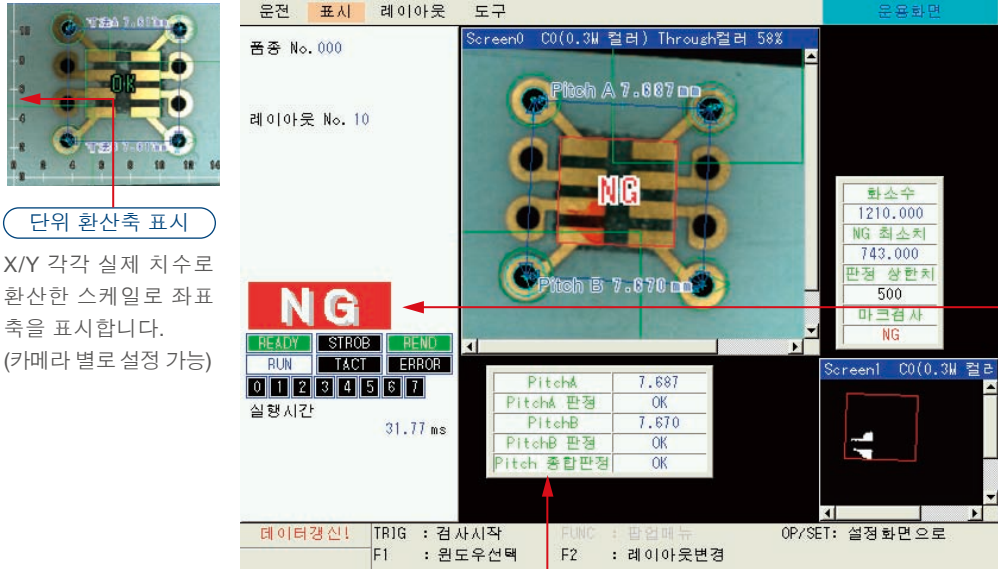 OK
단위 환산축 표시
X/Y 각각 실제 치수로
환산한 스케일로 좌표
축을 표시합니다.
(카메라 별로 설정 가능)
운전 표시 레이아웃 도구
운용화면
품종 No. 000
레이아웃 No. 10
NG
READY STROB REND
RUN TACT ERROR
0 1 2 3 4 5 6 7
실행시간
31.77 ms
Screen0 C0(0.3M 컬러) Through컬러 58%
Pitch A 7.687mm
NG
Pitch B 7.670mm
PitchA 7.687
PitchA 판정 OK
PitchB 7.670
PitchB 판정 OK
Pitch 종합판정 OK
화소수
1210.000
NG 최소치
743.000
판정 상한치
500
마크검사
NG
Screen1 C0(0.3M 컬러
데이터갱신! TRIG : 검사시작 FUNC : 팝업메뉴 OP/SET: 설정화면으로
F1 : 윈도우선택 F2 : 레이아웃변경